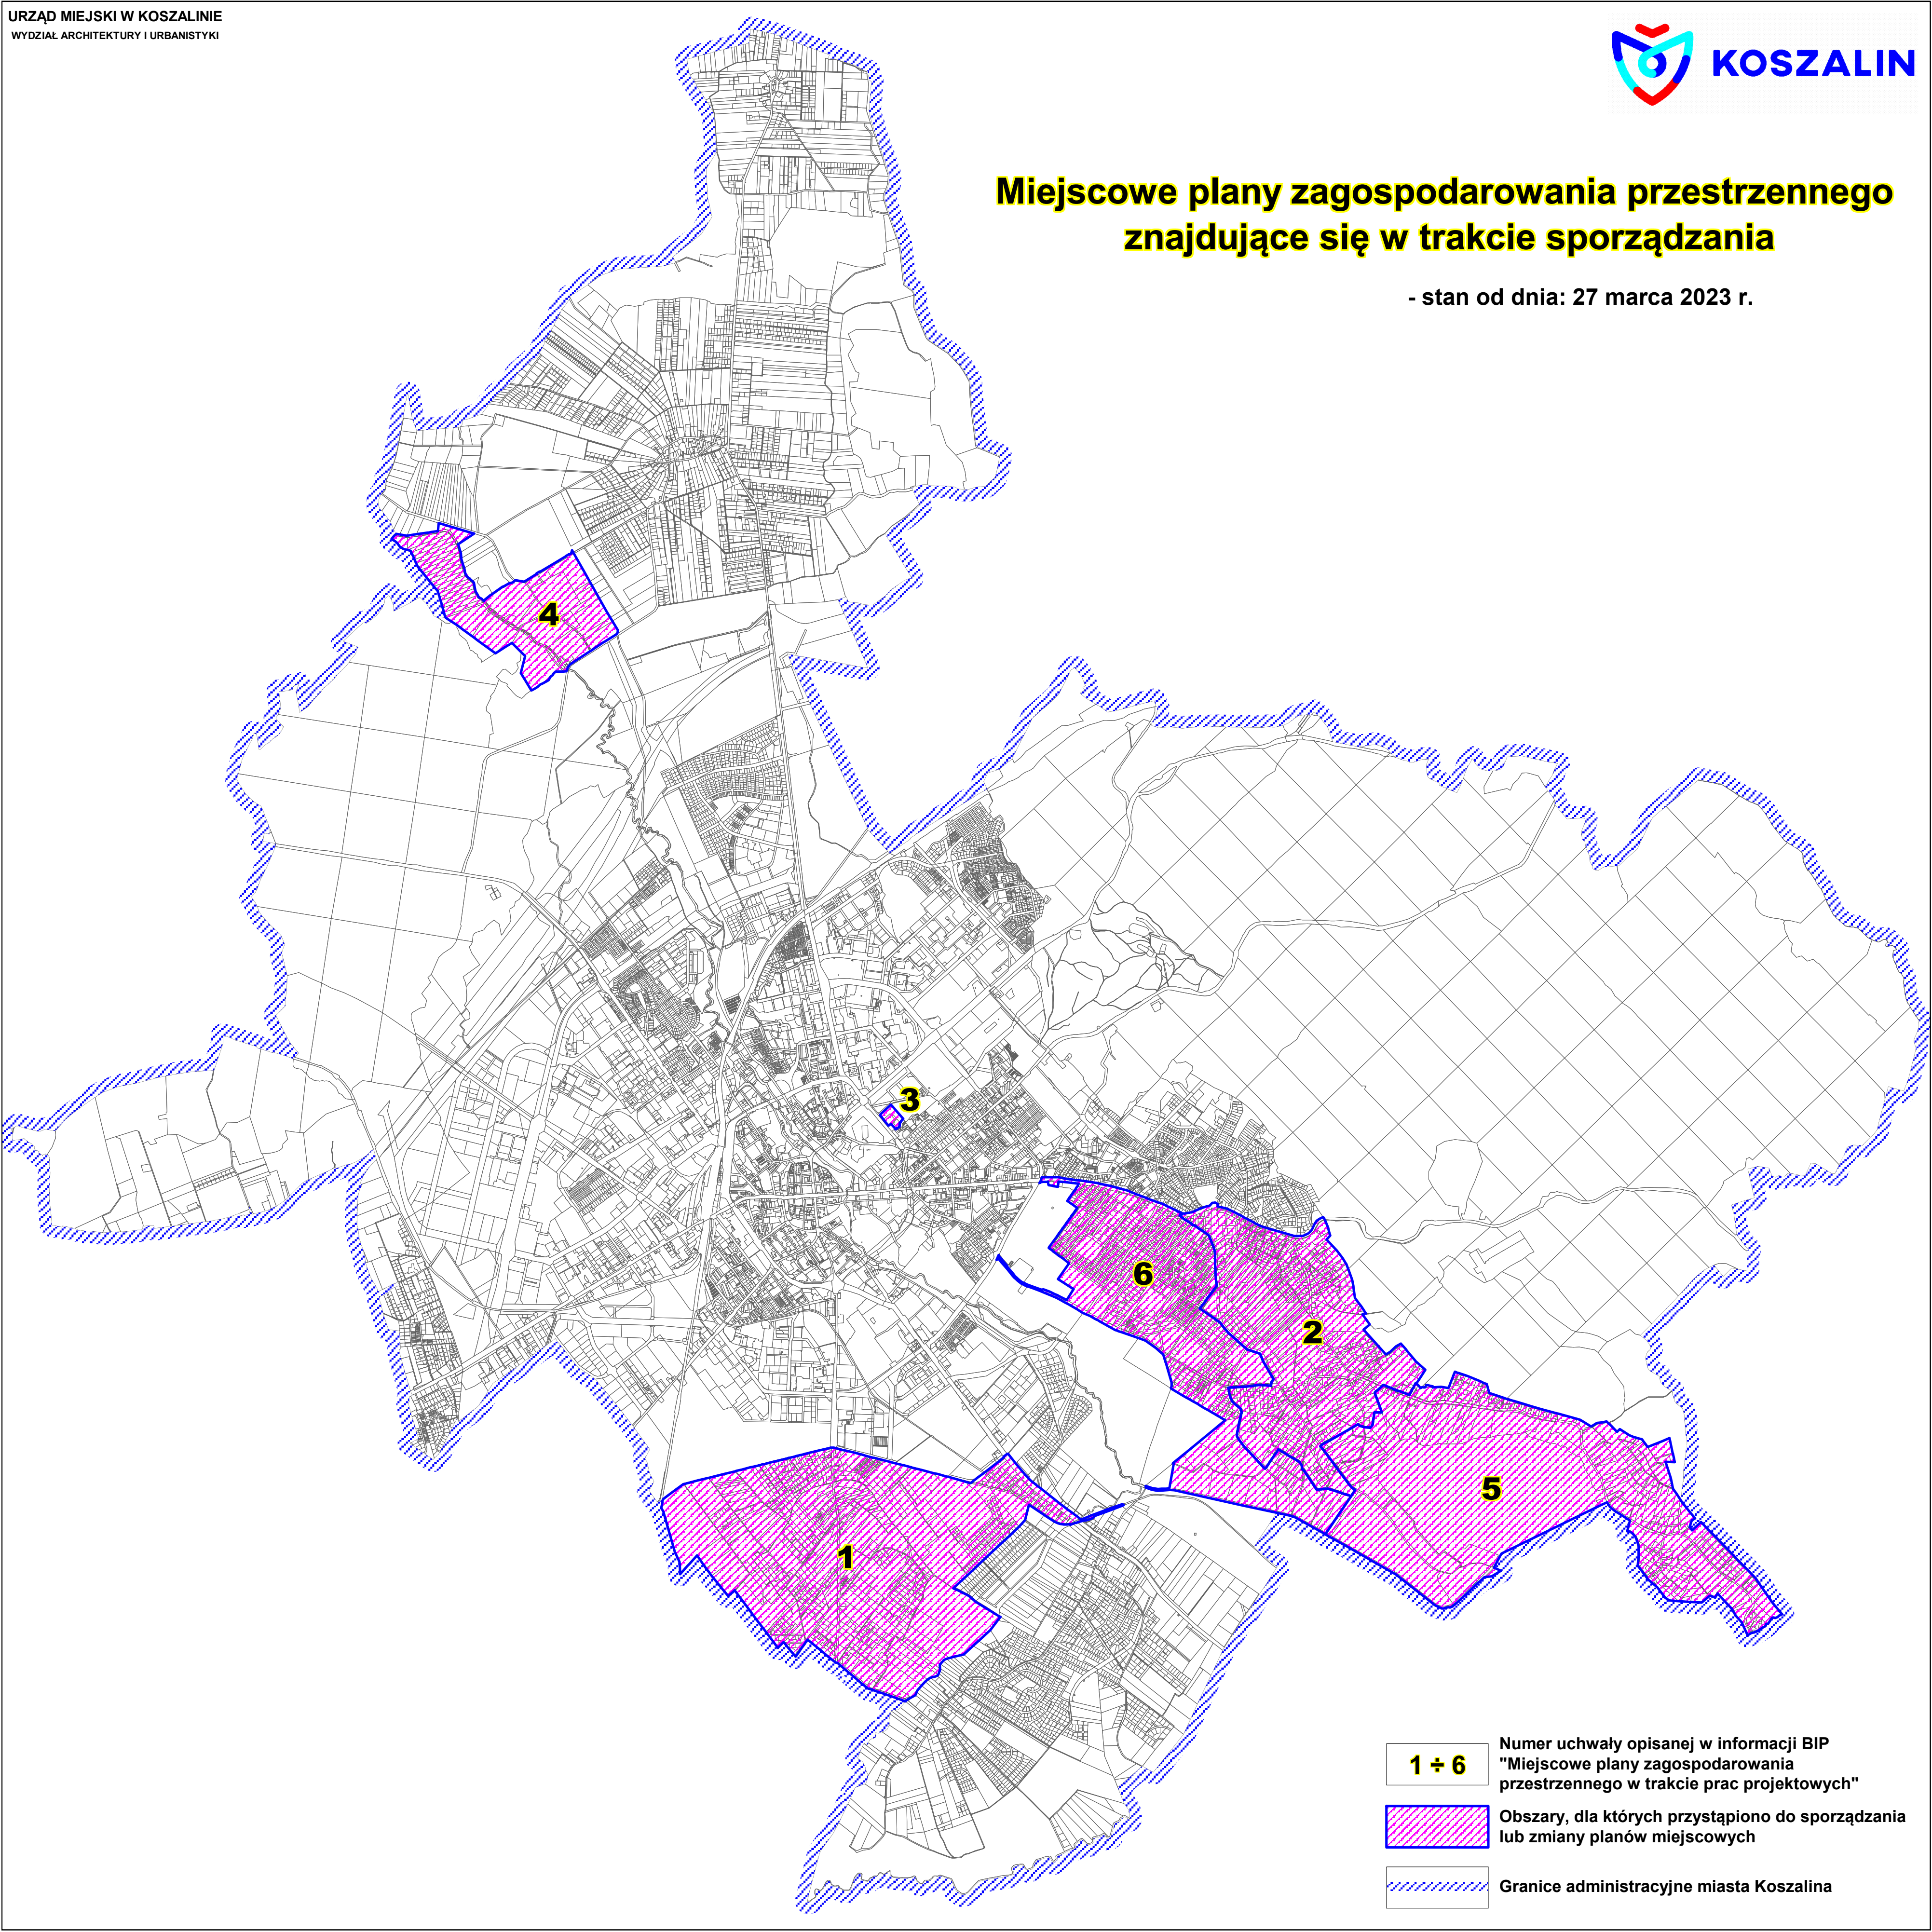 URZĄD MIEJSKI W KOSZALINIE
WYDZIAŁ ARCHITEKTURY I URBANISTYKI
KOSZALIN
Miejscowe plany zagospodarowania przestrzennego
znajdujące się w trakcie sporządzania
- stan od dnia: 27 marca 2023 r.
4
3
6
2
5
1
1 ÷ 6
Numer uchwały opisanej w informacji BIP
"Miejscowe plany zagospodarowania
przestrzennego w trakcie prac projektowych"
Obszary, dla których przystąpiono do sporządzania
lub zmiany planów miejscowych
Granice administracyjne miasta Koszalina